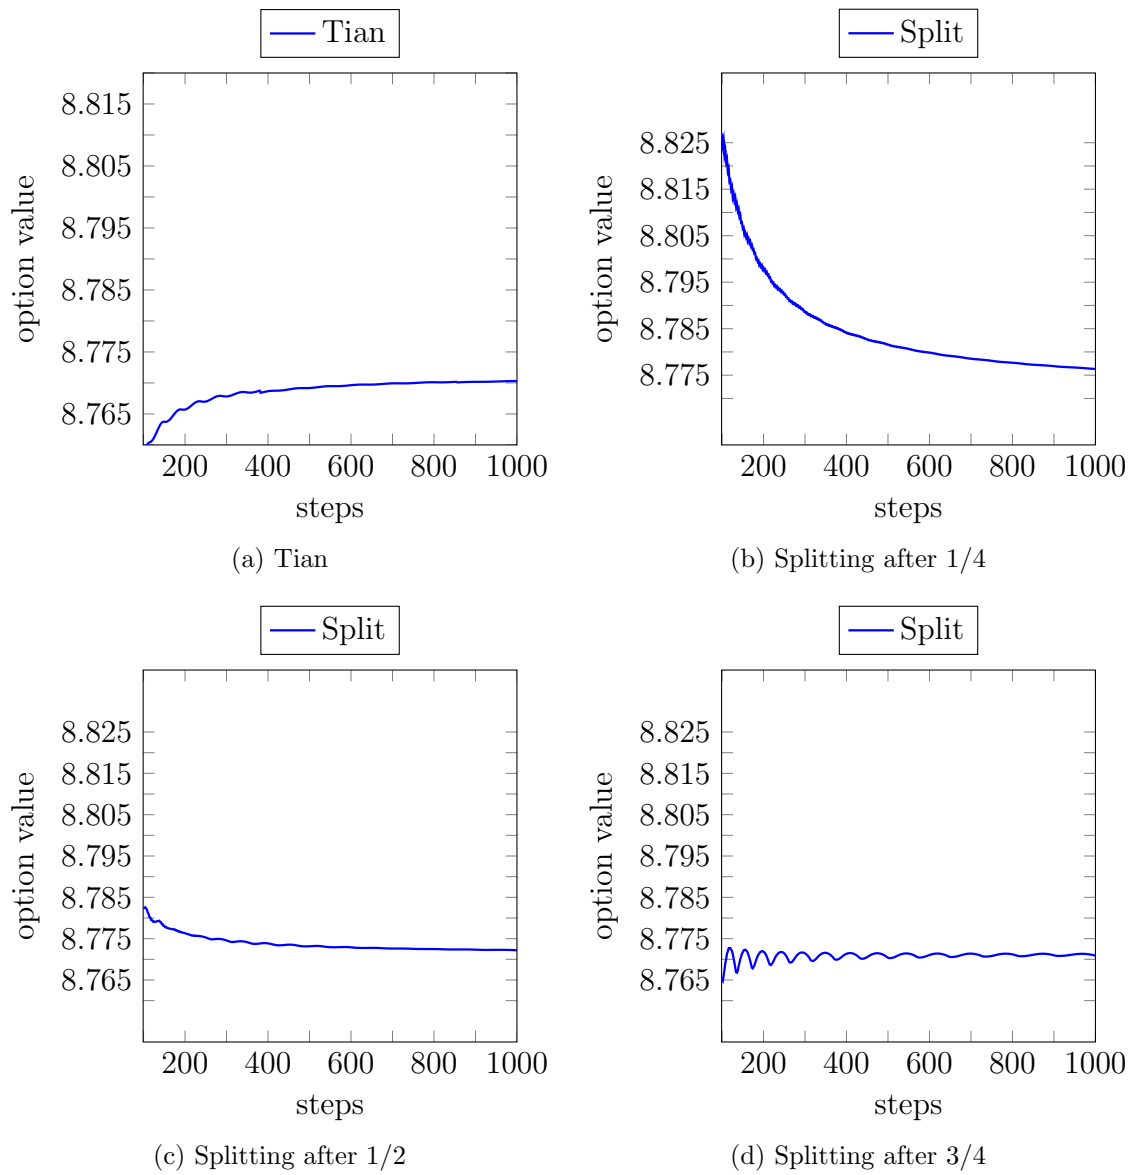 Tian
option value
8.815
8.805
8.795
8.785
8.775
8.765
200 400 600 800 1000
steps
(a) Tian
Split
option value
8.825
8.815
8.805
8.795
8.785
8.775
200 400 600 800 1000
steps
(b) Splitting after 1/4
Split
option value
8.825
8.815
8.805
8.795
8.785
8.775
8.765
200 400 600 800 1000
steps
(c) Splitting after 1/2
Split
option value
8.825
8.815
8.805
8.795
8.785
8.775
8.765
200 400 600 800 1000
steps
(d) Splitting after 3/4